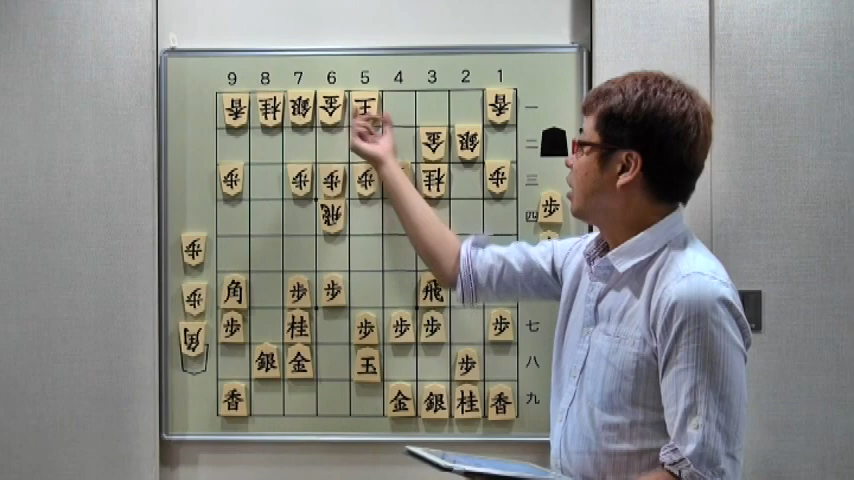 9 8 7 6 5 4 3 2 1
香 桂 銀 金 王 香 一
金 銀 二
歩 歩 歩 歩 桂 歩 三
飛 四 歩
歩
歩 角 歩 歩 飛
角 歩 桂 歩 歩 歩 歩 七
銀 金 玉 歩 八
香 金 銀 桂 香 九